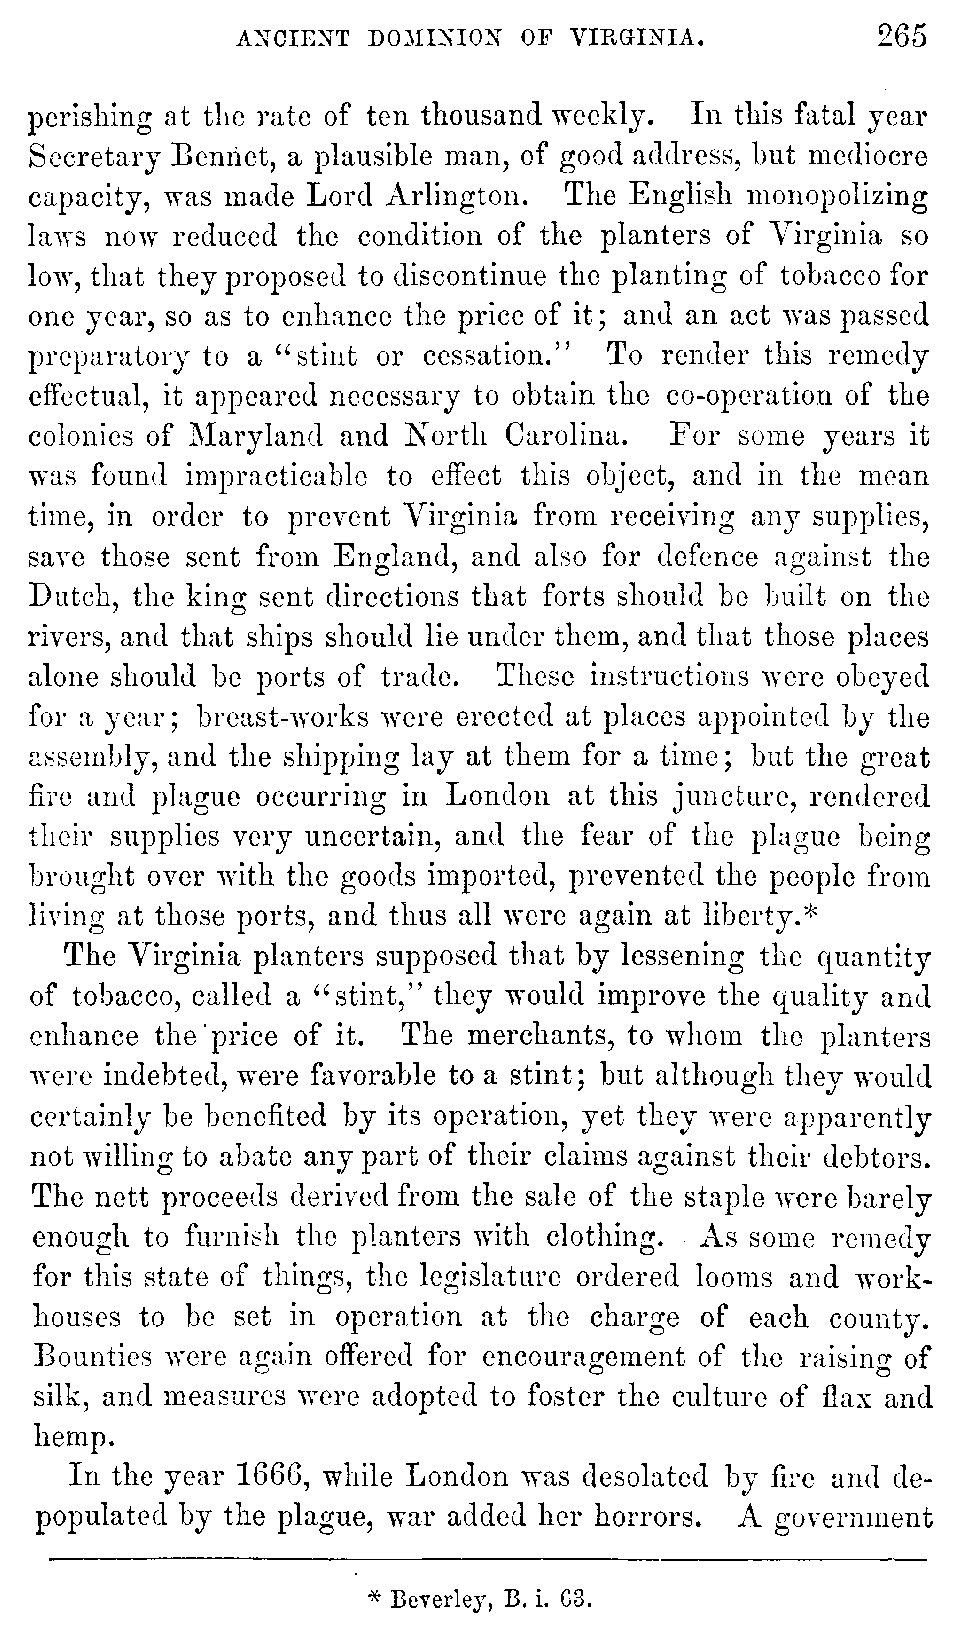 ANCIENT DOMINION OF VIRGINIA. 265
perishing at the rate of ten thousand weekly. In this fatal year
Secretary Bennet, a plausible man, of good address, but mediocre
capacity, was made Lord Arlington. The English monopolizing
laws now reduced the condition of the planters of Virginia so
low, that they proposed to discontinue the planting of tobacco for
one year, so as to enhance the price of it; and an act was passed
preparatory to a "stint or cessation." To render this remedy
effectual, it appeared necessary to obtain the co-operation of the
colonies of Maryland and North Carolina. For some years it
was found impracticable to effect this object, and in the mean
time, in order to prevent Virginia from receiving any supplies,
save those sent from England, and also for defence against the
Dutch, the king sent directions that forts should be built on the
rivers, and that ships should lie under them, and that those places
alone should be ports of trade. These instructions were obeyed
for a year; breast-works were erected at places appointed by the
assembly, and the shipping lay at them for a time; but the great
fire and plague occurring in London at this juncture, rendered
their supplies very uncertain, and the fear of the plague being
brought over with the goods imported, prevented the people from
living at those ports, and thus all were again at liberty.*
The Virginia planters supposed that by lessening the quantity
of tobacco, called a "stint," they would improve the quality and
enhance the price of it. The merchants, to whom the planters
were indebted, were favorable to a stint; but although they would
certainly be benefited by its operation, yet they were apparently
not willing to abate any part of their claims against their debtors.
The nett proceeds derived from the sale of the staple were barely
enough to furnish the planters with clothing. As some remedy
for this state of things, the legislature ordered looms and work-
houses to be set in operation at the charge of each county.
Bounties were again offered for encouragement of the raising of
silk, and measures were adopted to foster the culture of flax and
hemp.
In the year 1666, while London was desolated by fire and de-
populated by the plague, war added her horrors. A government
* Beverley, B. i. 63.